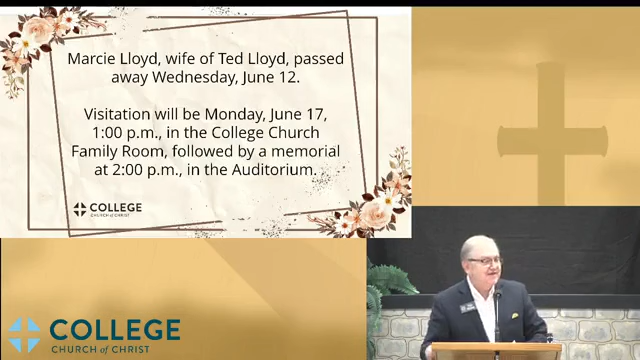 Marcie Lloyd, wife of Ted Lloyd, passed
away Wednesday, June 12.
Visitation will be Monday, June 17,
1:00 p.m., in the College Church
Family Room, followed by a memorial
at 2:00 p.m., in the Auditorium.
COLLEGE
CHURCH of CHRIST
COLLEGE
CHURCH of CHRIST